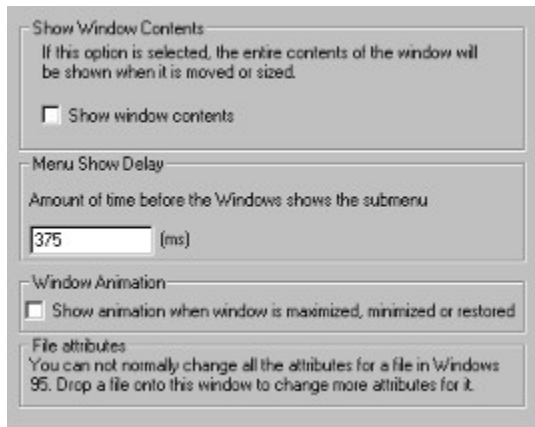 Show Window Contents
If this option is selected, the entire contents of the window will
be shown when it is moved or sized.
Show window contents
Menu Show Delay
Amount of time before the Windows shows the submenu
375 (ms)
Window Animation
Show animation when window is maximized, minimized or restored
File attributes
You can not normally change all the attributes for a file in Windows
95. Drop a file onto this window to change more attributes for it.